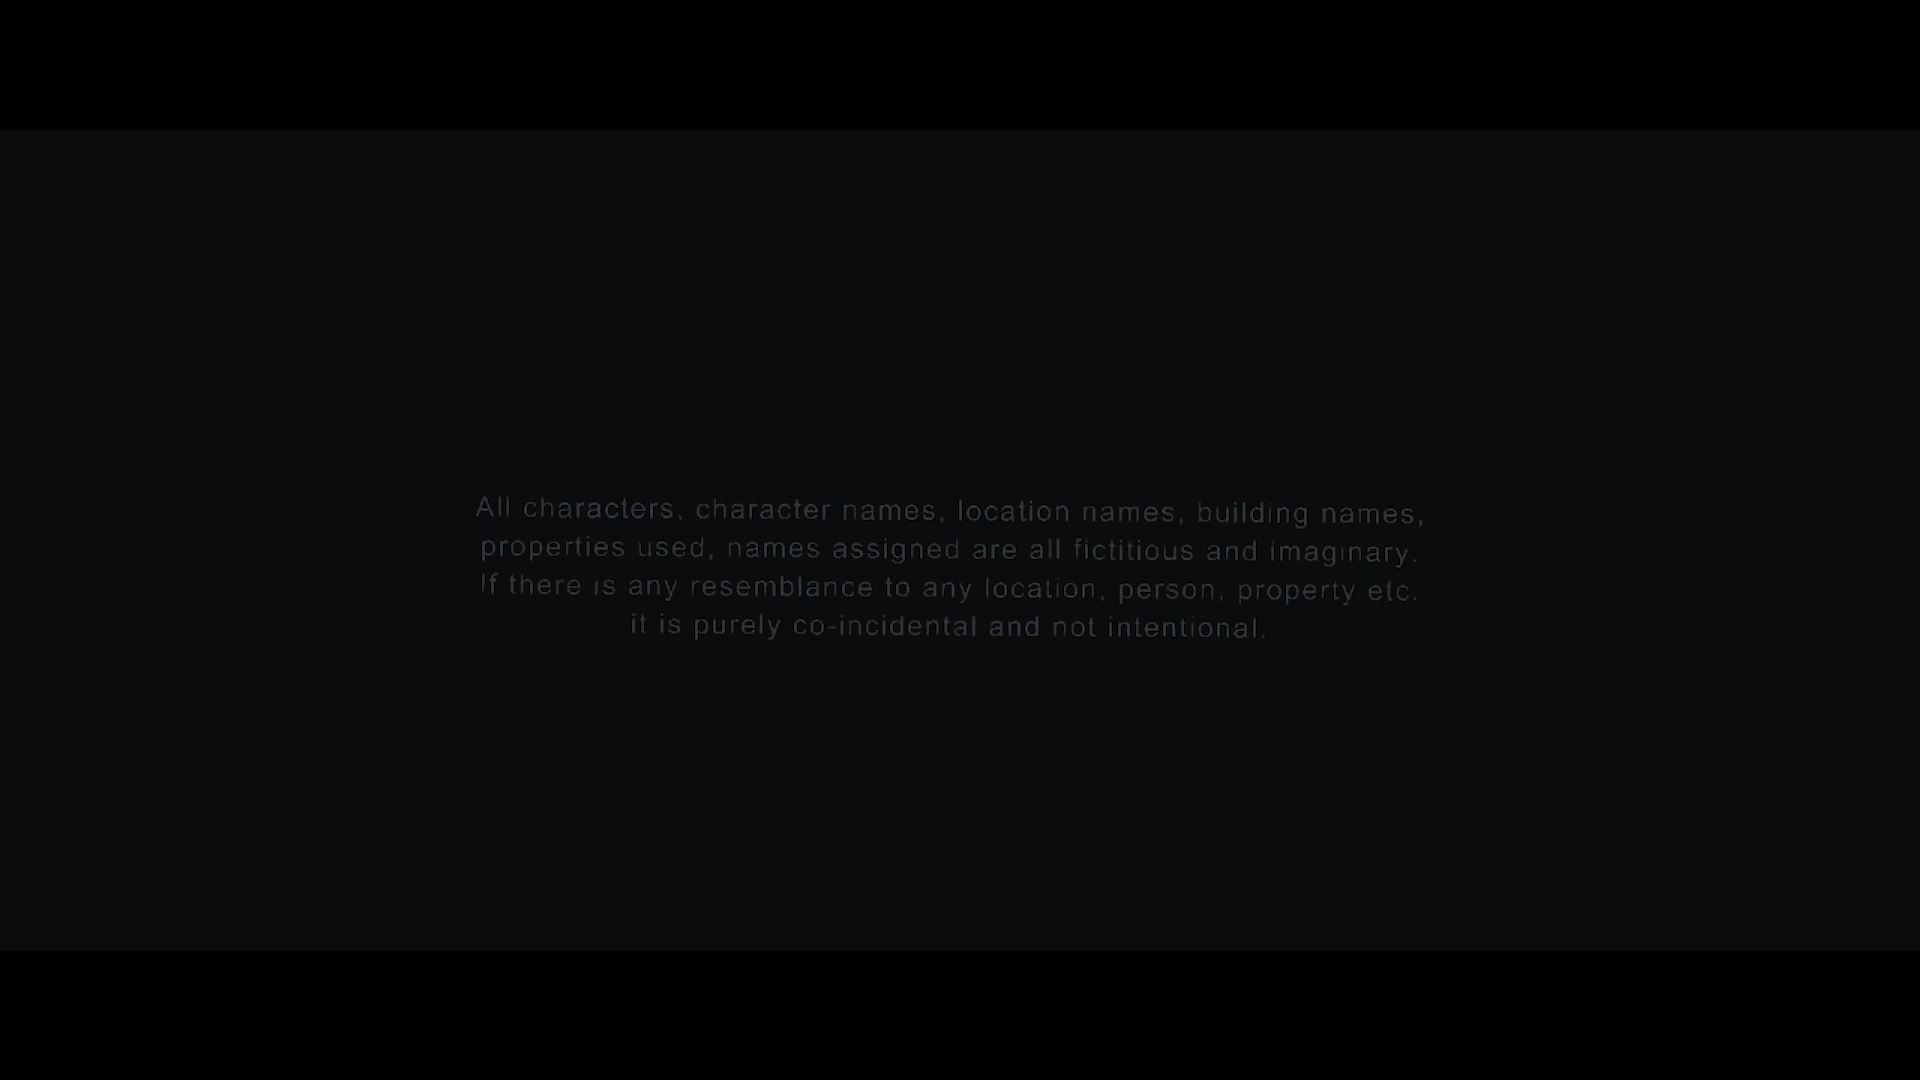 All characters, character names, location names, building names,
properties used, names assigned are all fictitious and imaginary.
If there is any resemblance to any location, person, property etc.
it is purely co-incidental and not intentional.